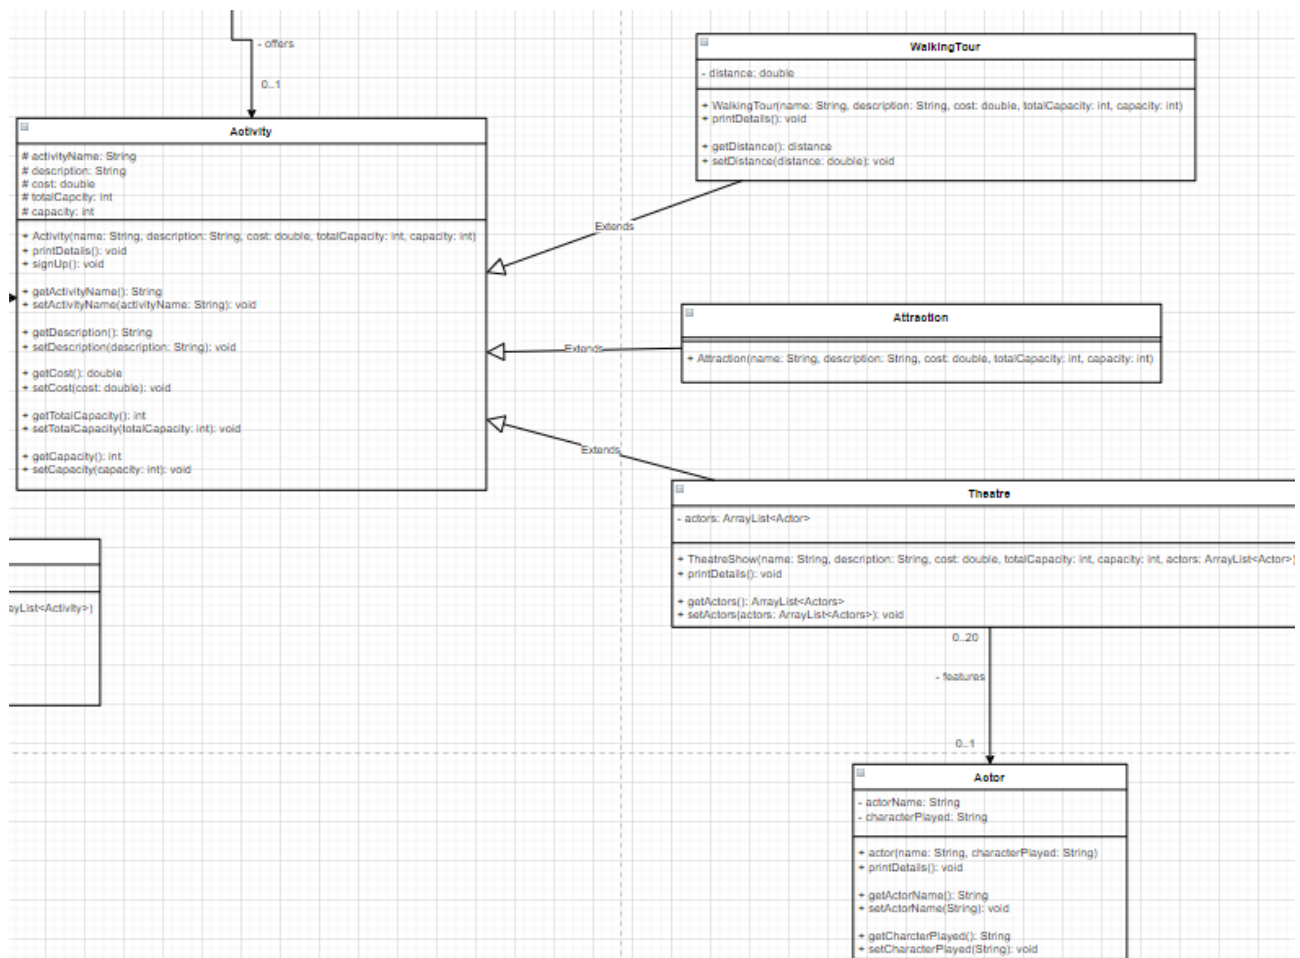 - offers
0..1
Activity
# activityName: String
# description: String
# cost: double
# totalCapcity: int
# capacity: int
+ Activity(name: String, description: String, cost: double, totalCapacity: int, capacity: int)
+ printDetails(): void
+ signUp(): void
+ getActivityName(): String
+ setActivityName(activityName: String): void
+ getDescription(): String
+ setDescription(description: String): void
+ getCost(): double
+ setCost(cost: double): void
+ getTotalCapacity(): int
+ setTotalCapacity(totalCapacity: int): void
+ getCapacity(): int
+ setCapacity(capacity: int): void
ayList<Activity>)
WalkingTour
- distance: double
+ WalkingTour(name: String, description: String, cost: double, totalCapacity: int, capacity: int)
+ printDetails(): void
+ getDistance(): distance
+ setDistance(distance: double): void
Extends
Attraction
+ Attraction(name: String, description: String, cost: double, totalCapacity: int, capacity: int)
Extends
Extends
Theatre
- actors: ArrayList<Actor>
+ TheatreShow(name: String, description: String, cost: double, totalCapacity: int, capacity: int, actors: ArrayList<Actor>)
+ printDetails(): void
+ getActors(): ArrayList<Actors>
+ setActors(actors: ArrayList<Actors>): void
0..20
- features
0..1
Actor
- actorName: String
- characterPlayed: String
+ actor(name: String, characterPlayed: String)
+ printDetails(): void
+ getActorName(): String
+ setActorName(String): void
+ getCharcterPlayed(): String
+ setCharacterPlayed(String): void